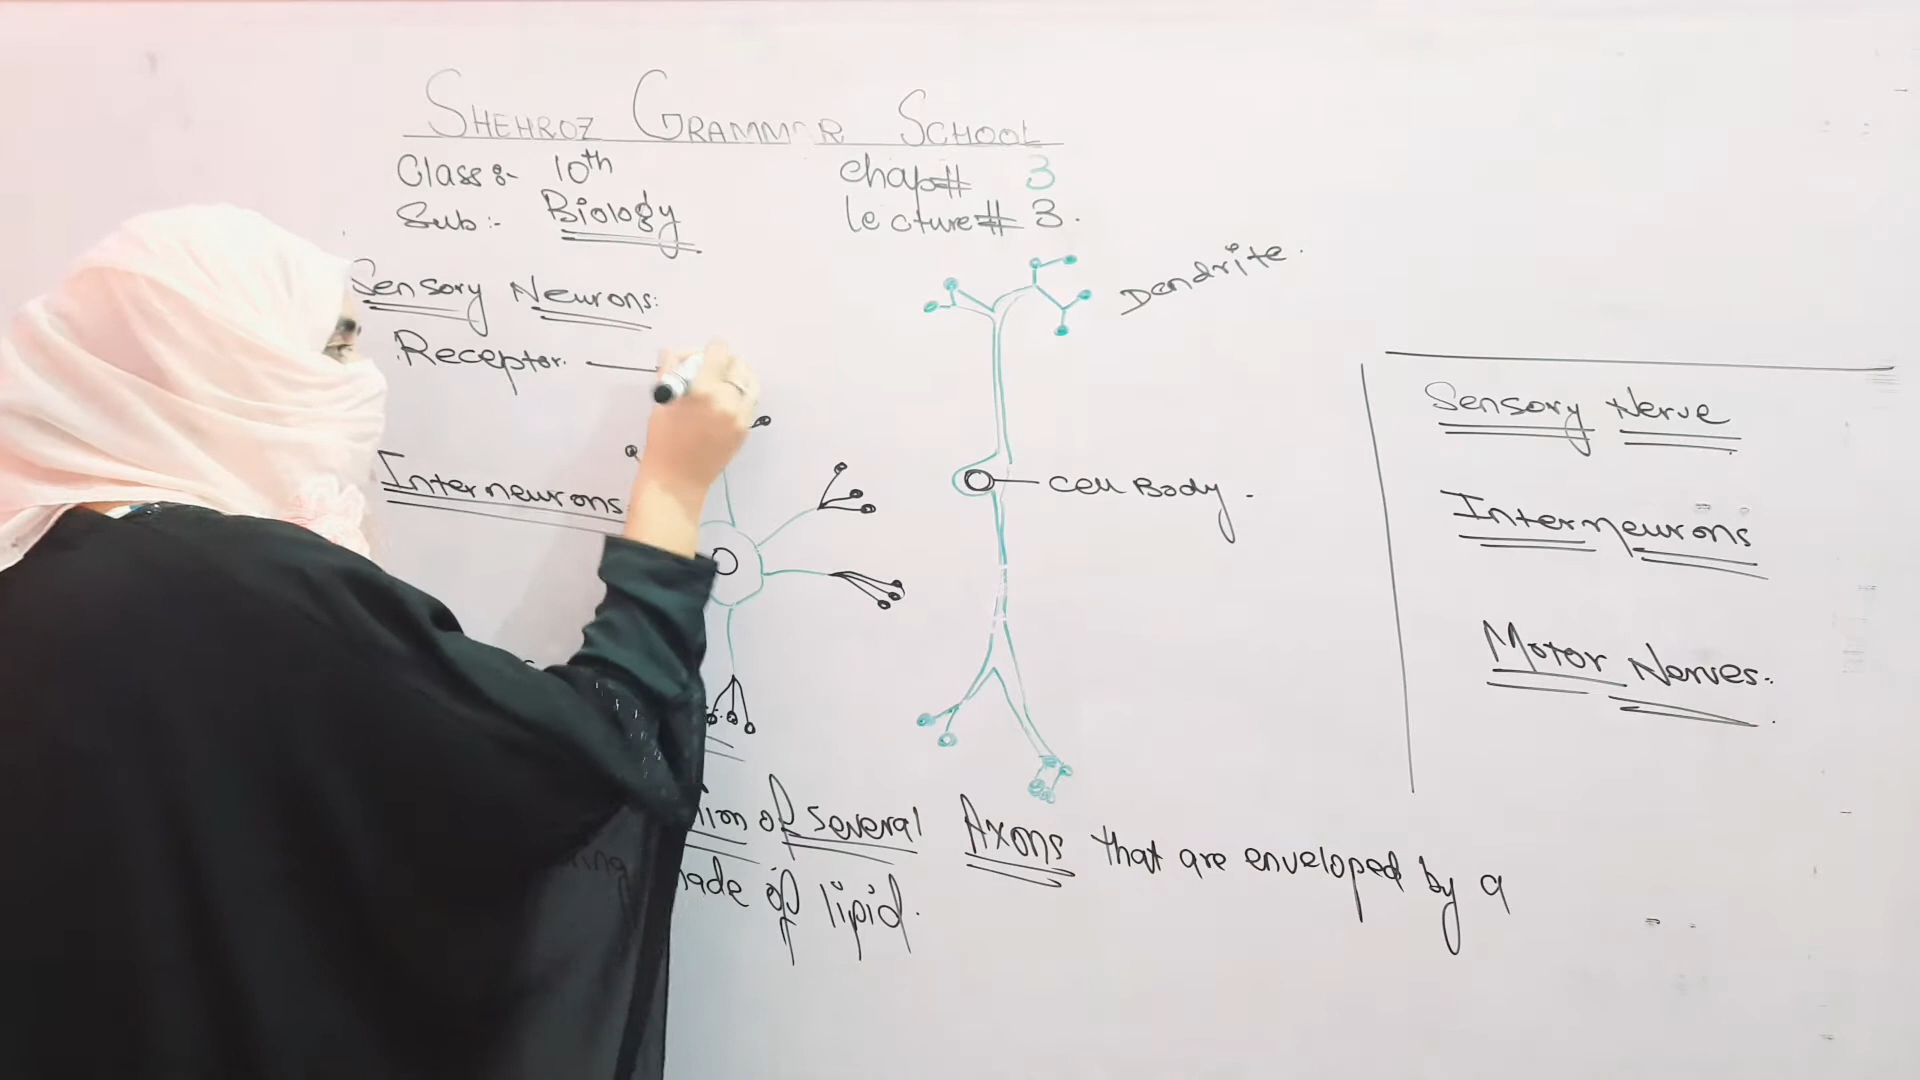 SHEHROZ GRAMMAR SCHOOL
Class :- 10th
Chap# 3
Sub :- Biology
lecture# 3.
Sensory Neurons:
Receptor.
Dendrite.
Interneurons
Cell Body.
Sensory Nerve
Interneurons
Motor Nerves.
of several Axons that are enveloped by a
of lipid.